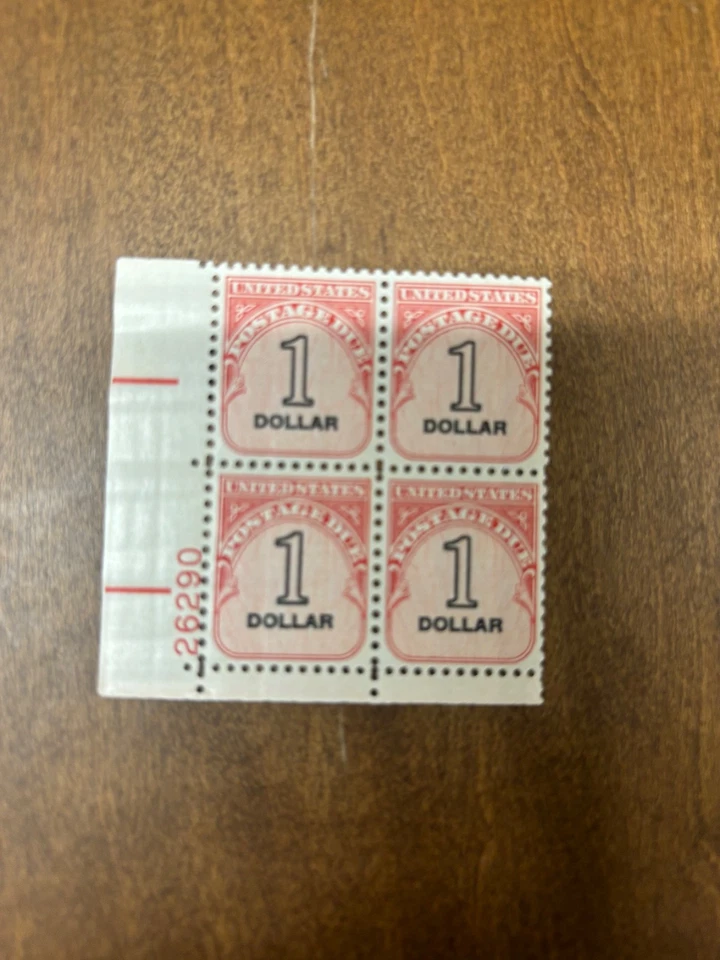 UNITED STATES
POSTAGE DUE
1
DOLLAR
UNITED STATES
POSTAGE DUE
1
DOLLAR
UNITED STATES
POSTAGE DUE
1
DOLLAR
UNITED STATES
POSTAGE DUE
1
DOLLAR
26290